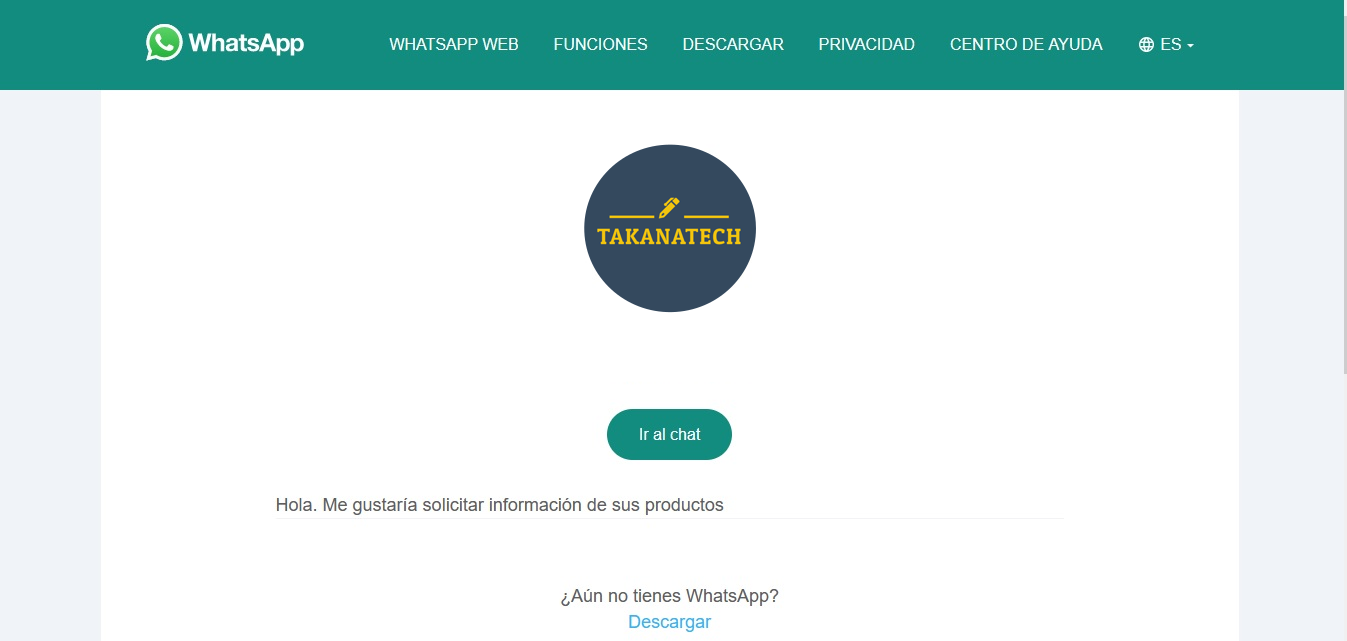 WhatsApp
WHATSAPP WEB FUNCIONES DESCARGAR PRIVACIDAD CENTRO DE AYUDA ES
TAKANATECH
Ir al chat
Hola. Me gustaría solicitar información de sus productos
¿Aún no tienes WhatsApp?
Descargar